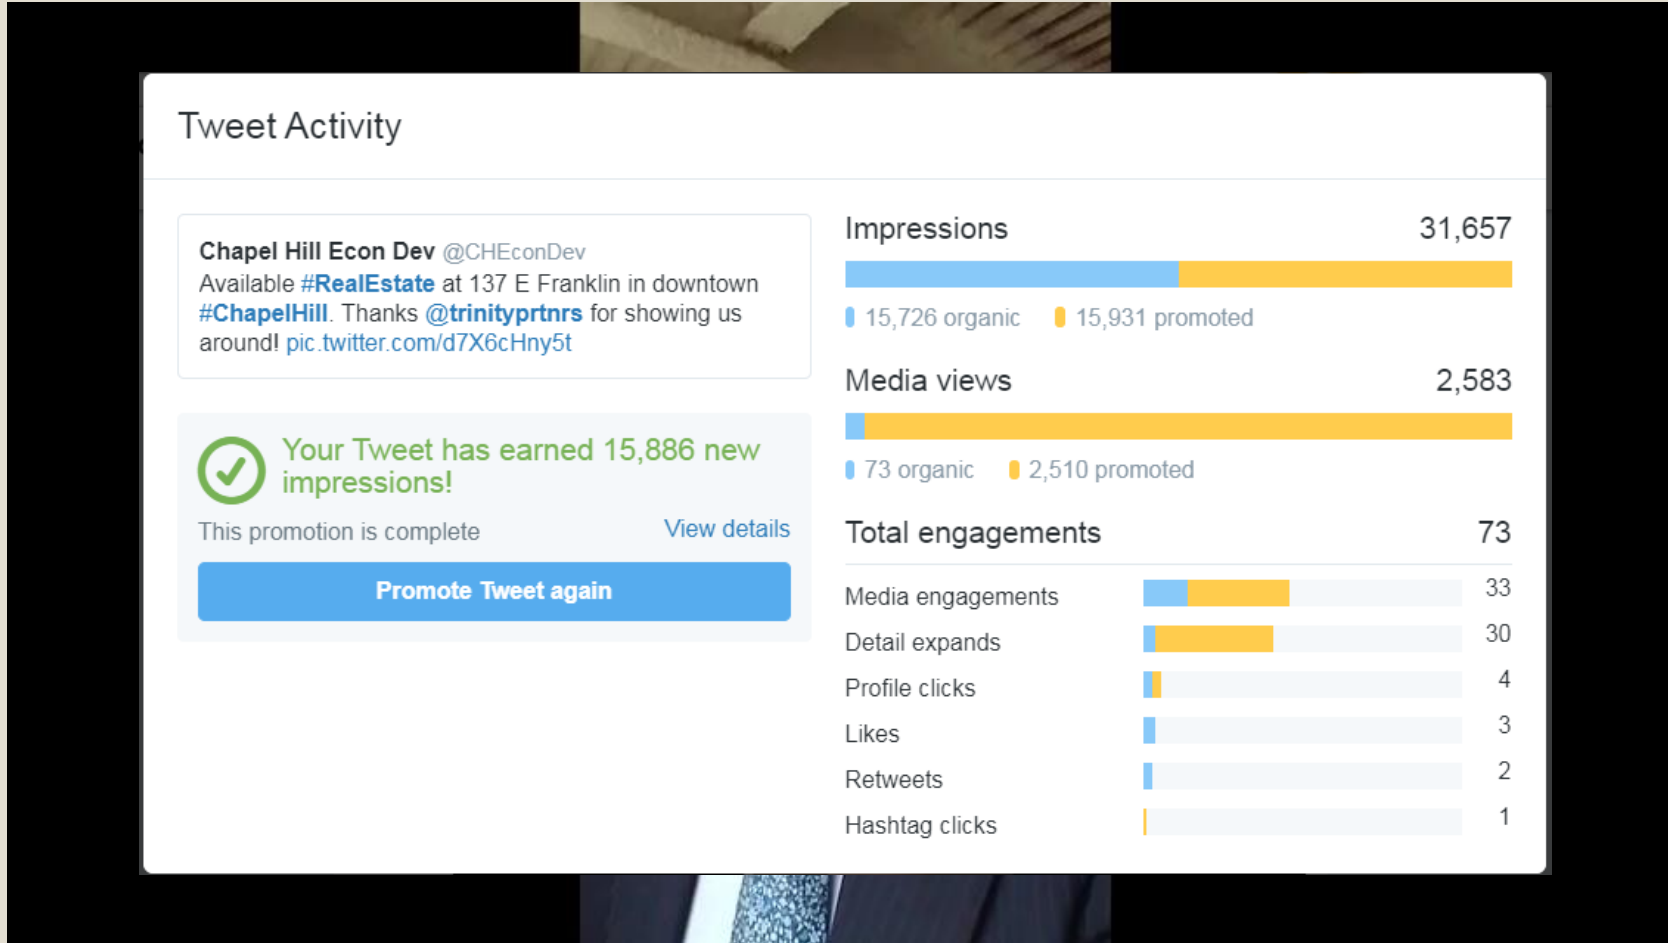 Tweet Activity
Chapel Hill Econ Dev @CHEconDev
Available #RealEstate at 137 E Franklin in downtown
#ChapelHill. Thanks @trinityprtnrs for showing us
around! pic.twitter.com/d7X6cHny5t
Your Tweet has earned 15,886 new
impressions!
This promotion is complete View details
Promote Tweet again
Impressions 31,657
15,726 organic 15,931 promoted
Media views 2,583
73 organic 2,510 promoted
Total engagements 73
Media engagements 33
Detail expands 30
Profile clicks 4
Likes 3
Retweets 2
Hashtag clicks 1